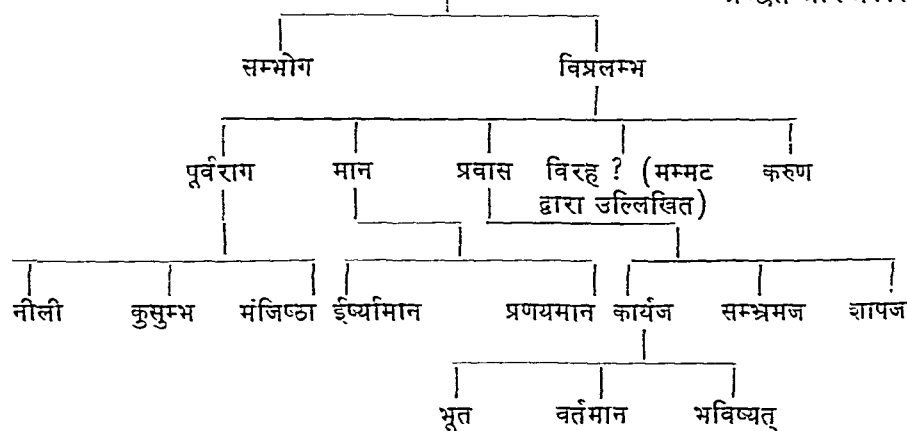 सम्भोग विप्रलम्भ
पूर्वराग मान प्रवास विरह ? (मम्मट करुण
द्वारा उल्लिखित)
नीली कुसुम्भ मंजिष्ठा ईर्ष्यामान प्रणयमान कार्यज सम्भ्रमज शापज
भूत वर्तमान भविष्यत्